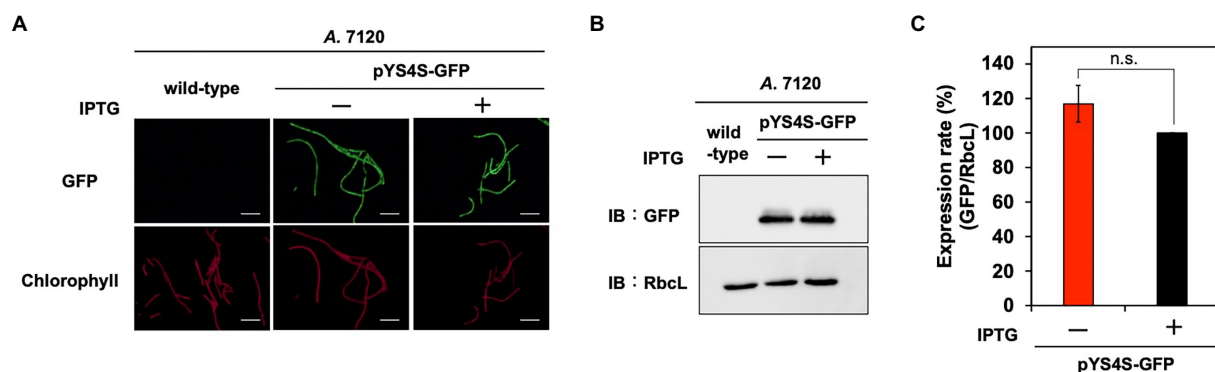 A
A. 7120
wild-type
pYS4S-GFP
IPTG
— +
GFP
Chlorophyll
B
A. 7120
wild
-type
pYS4S-GFP
IPTG
— +
IB：GFP
IB：RbcL
C
Expression rate (%)
(GFP/RbcL)
140
120
100
80
60
40
20
0
n.s.
IPTG
— +
pYS4S-GFP